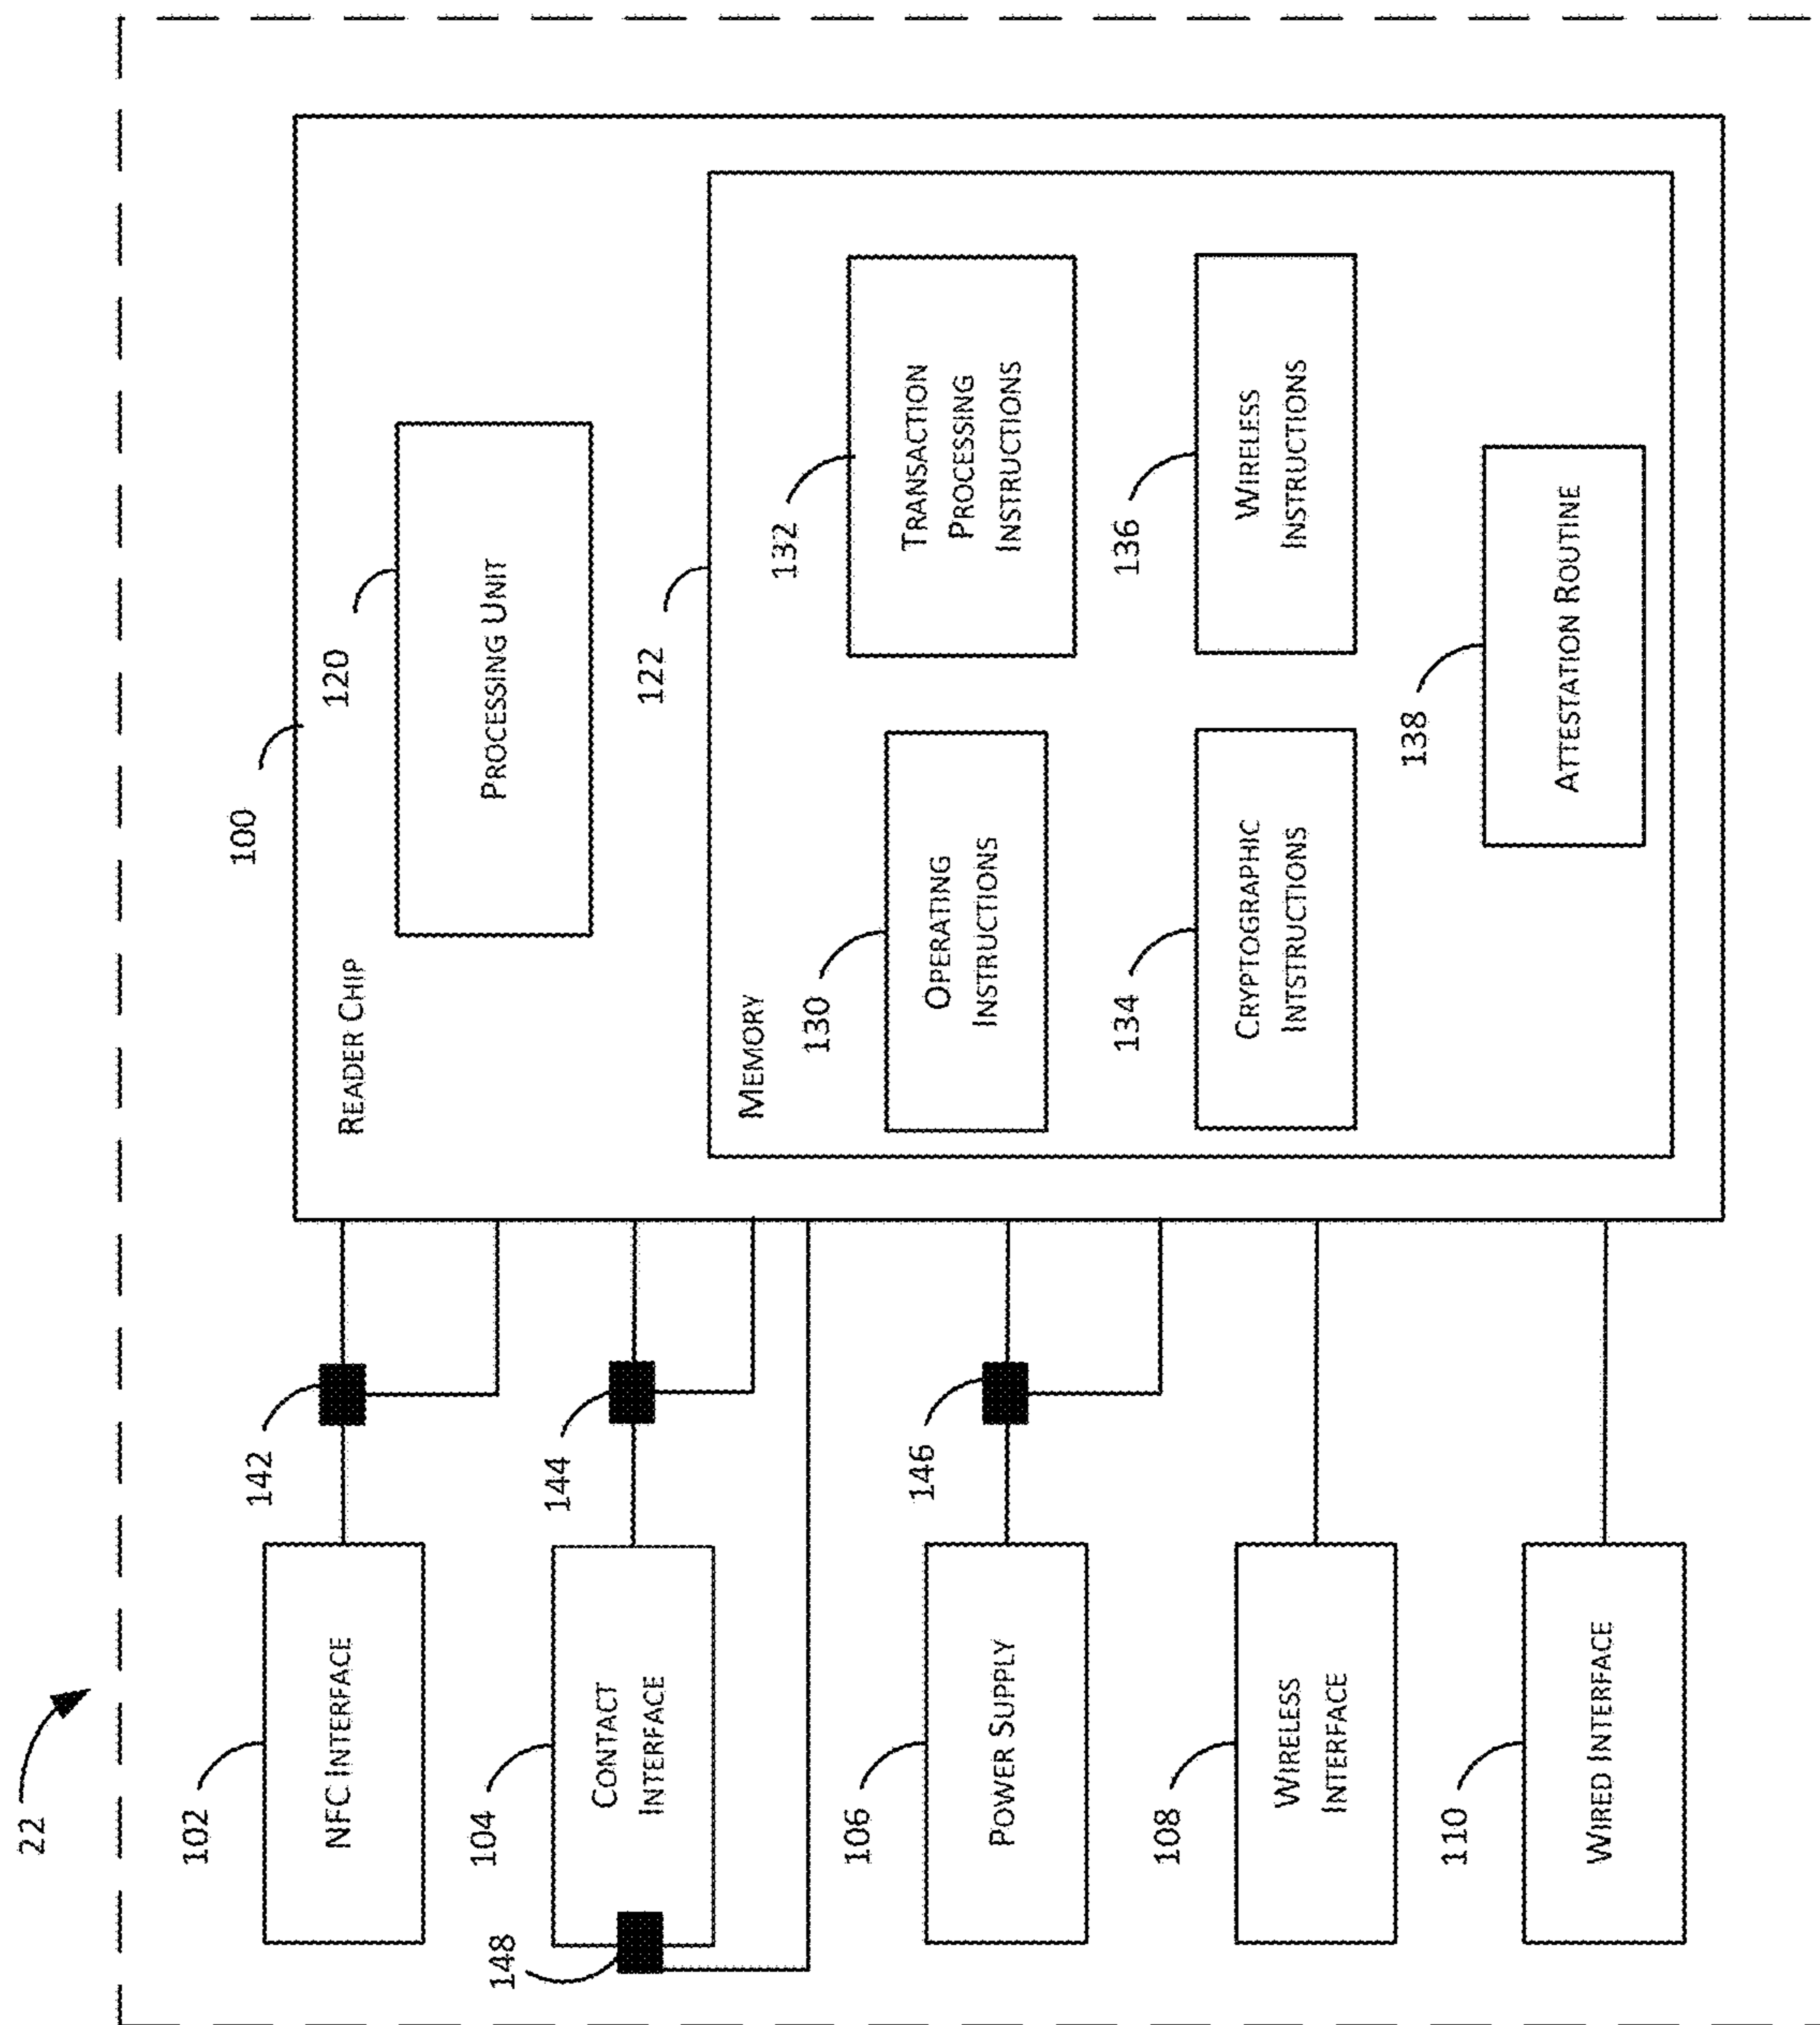 22
102
NFC INTERFACE
142
104
CONTACT
INTERFACE
148
144
106
POWER SUPPLY
146
108
WIRELESS
INTERFACE
110
WIRED INTERFACE
100
READER CHIP
120
PROCESSING UNIT
122
MEMORY
130
OPERATING
INSTRUCTIONS
132
TRANSACTION
PROCESSING
INSTRUCTIONS
134
CRYPTOGRAPHIC
INTSTRUCTIONS
136
WIRELESS
INSTRUCTIONS
138
ATTESTATION ROUTINE